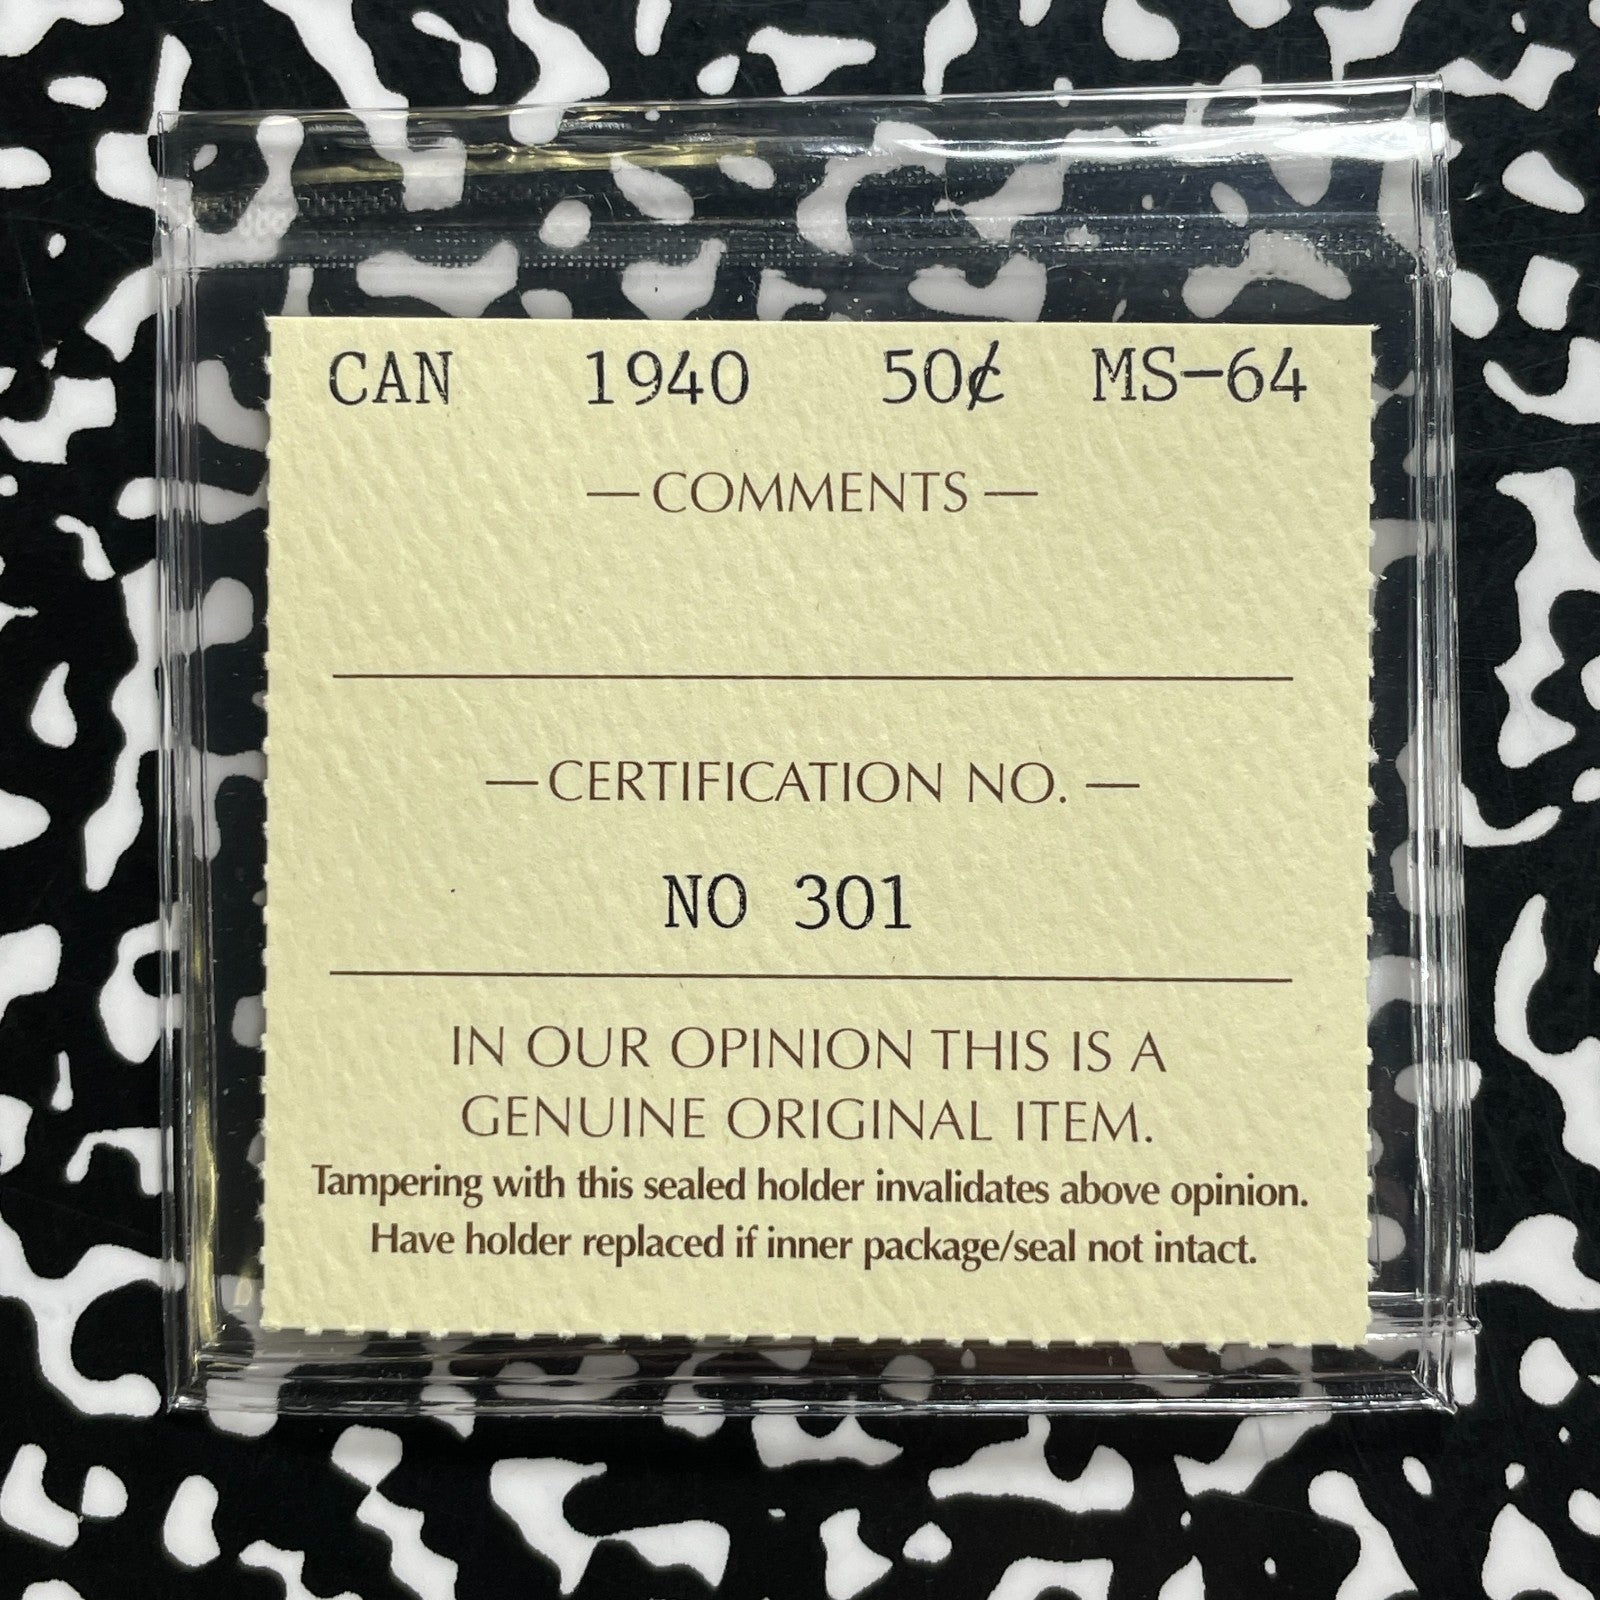 CAN 1940 50¢ MS-64
— COMMENTS —
— CERTIFICATION NO. —
NO 301
IN OUR OPINION THIS IS A
GENUINE ORIGINAL ITEM.
Tampering with this sealed holder invalidates above opinion.
Have holder replaced if inner package/seal not intact.